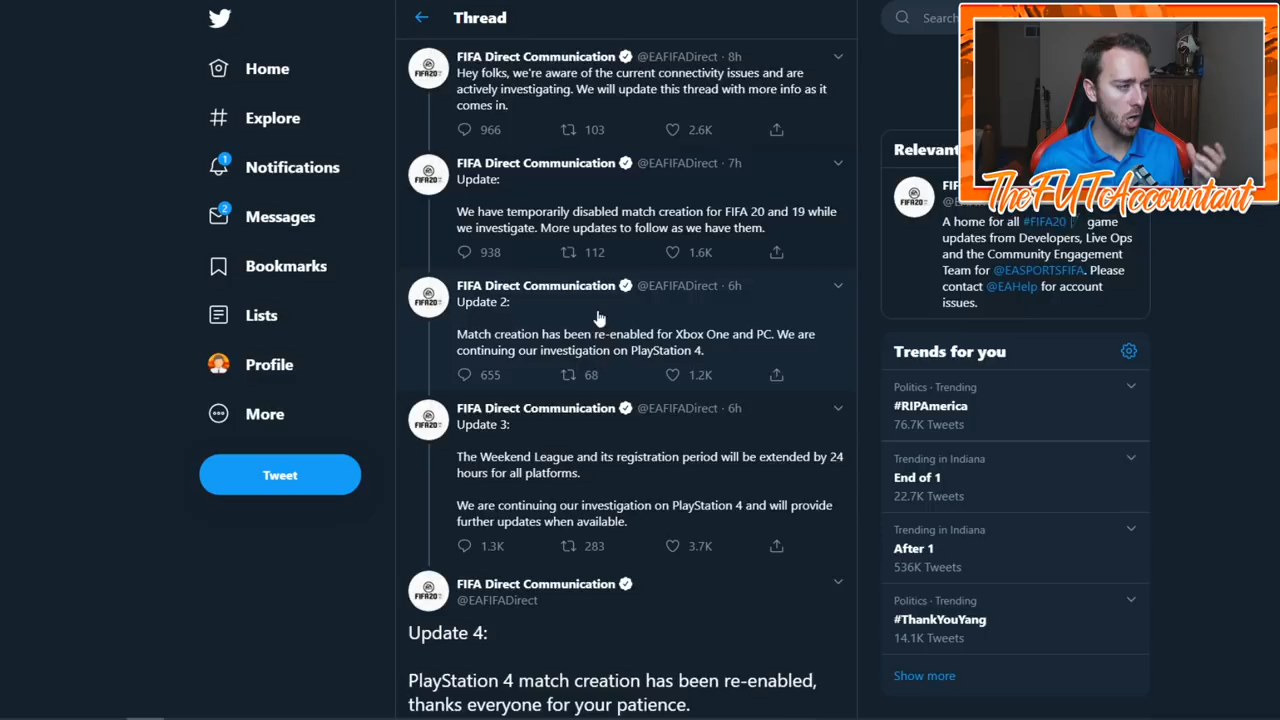 Thread
Search
Home
Explore
1
Notifications
2
Messages
Bookmarks
Lists
Profile
More
Tweet
FIFA Direct Communication @EAFIFADirect · 8h
Hey folks, we're aware of the current connectivity issues and are
actively investigating. We will update this thread with more info as it
comes in.
966 103 2.6K
FIFA Direct Communication @EAFIFADirect · 7h
Update:
We have temporarily disabled match creation for FIFA 20 and 19 while
we investigate. More updates to follow as we have them.
938 112 1.6K
FIFA Direct Communication @EAFIFADirect · 6h
Update 2:
Match creation has been re-enabled for Xbox One and PC. We are
continuing our investigation on PlayStation 4.
655 68 1.2K
FIFA Direct Communication @EAFIFADirect · 6h
Update 3:
The Weekend League and its registration period will be extended by 24
hours for all platforms.
We are continuing our investigation on PlayStation 4 and will provide
further updates when available.
1.3K 283 3.7K
FIFA Direct Communication
@EAFIFADirect
Update 4:
PlayStation 4 match creation has been re-enabled,
thanks everyone for your patience.
TheFUTAccountant
Relevant
A home for all #FIFA20 game
updates from Developers, Live Ops
and the Community Engagement
Team for @EASPORTSFIFA. Please
contact @EAHelp for account
issues.
Trends for you
Politics · Trending
#RIPAmerica
76.7K Tweets
Trending in Indiana
End of 1
22.7K Tweets
Trending in Indiana
After 1
536K Tweets
Politics · Trending
#ThankYouYang
14.1K Tweets
Show more